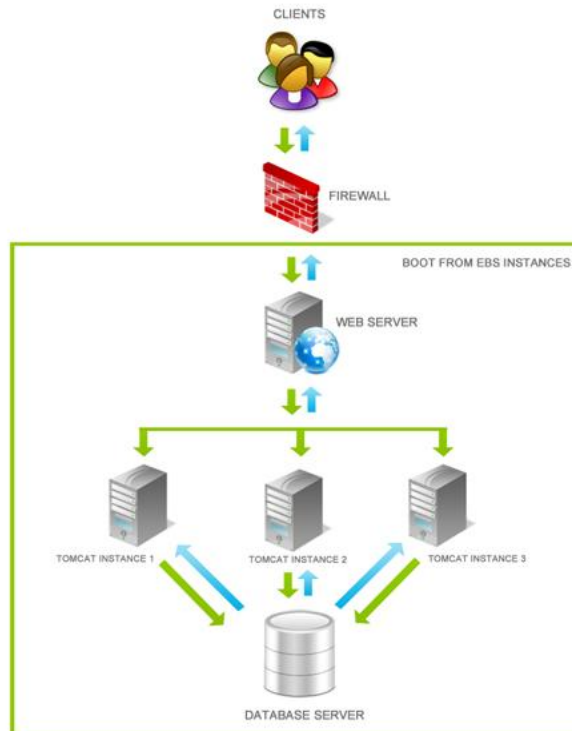 CLIENTS
FIREWALL
BOOT FROM EBS INSTANCES
WEB SERVER
TOMCAT INSTANCE 1
TOMCAT INSTANCE 2
TOMCAT INSTANCE 3
DATABASE SERVER